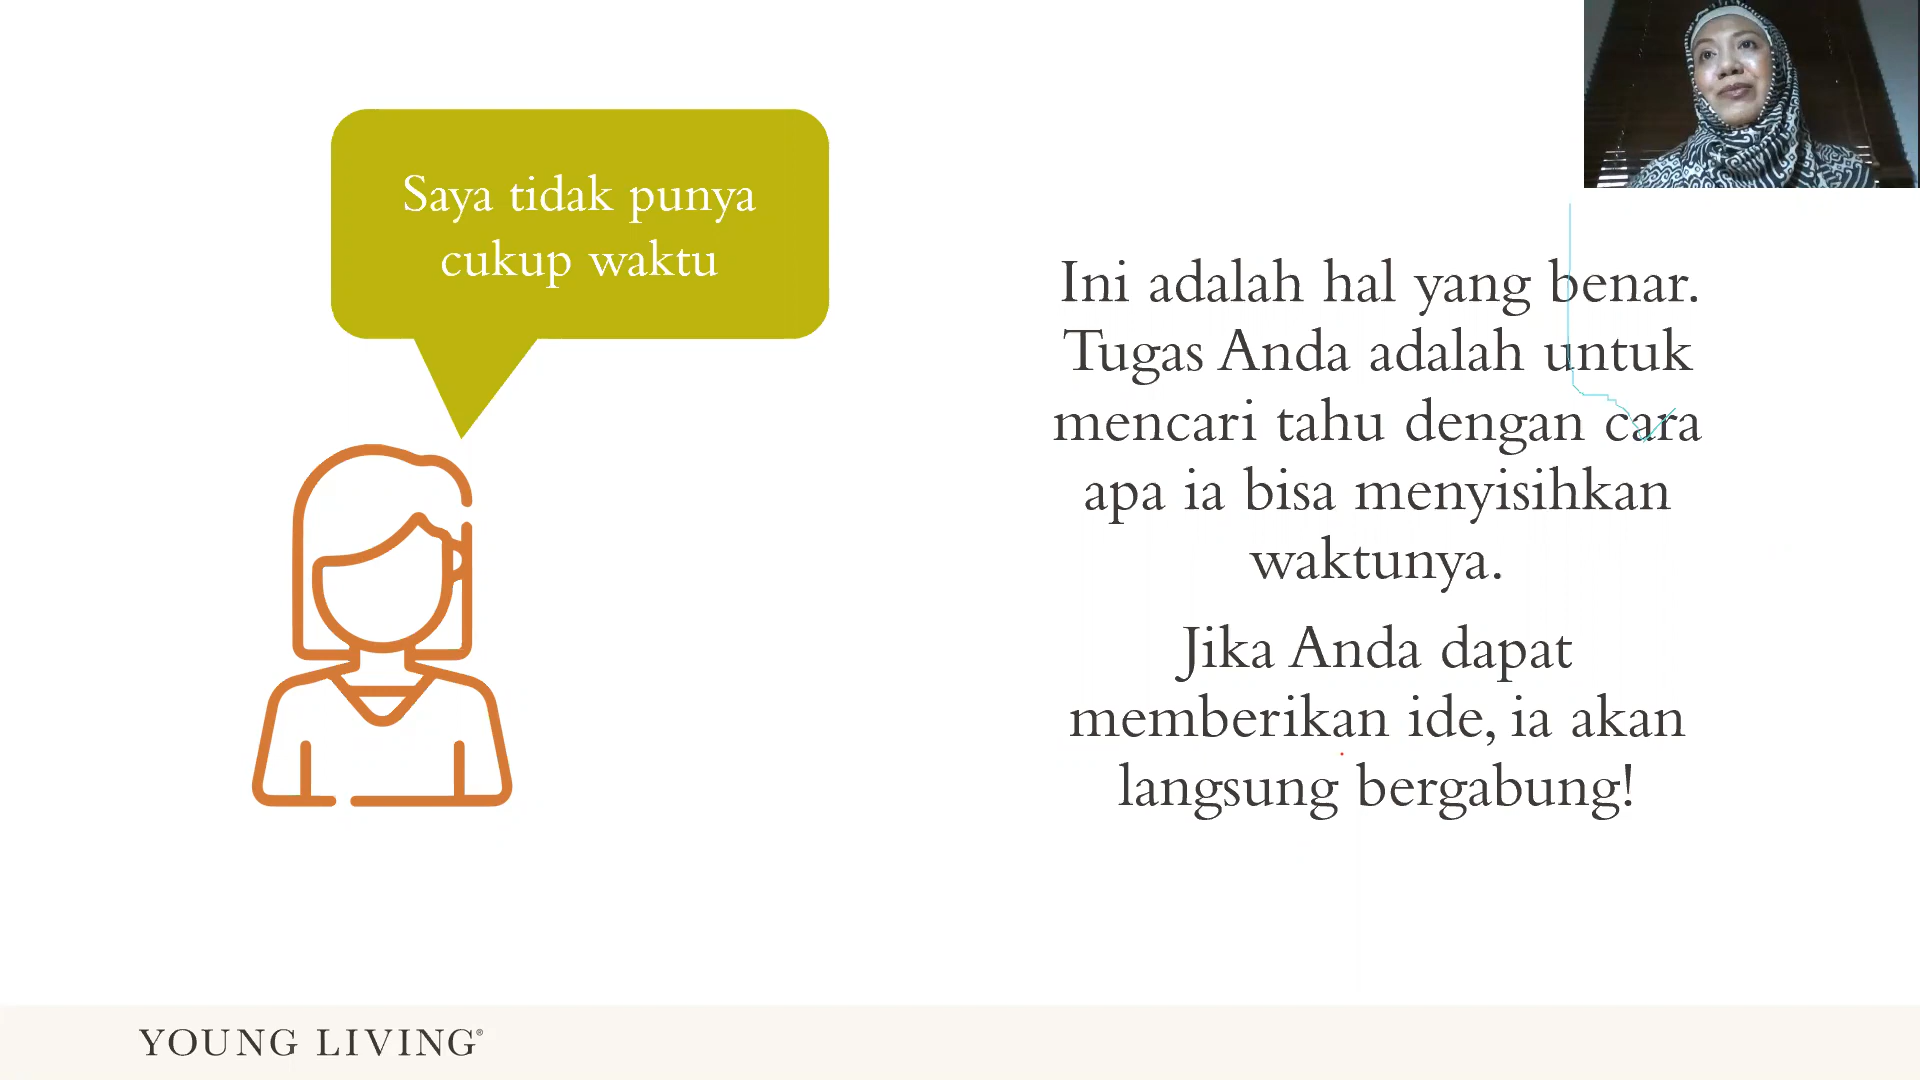 Saya tidak punya
cukup waktu
Ini adalah hal yang benar.
Tugas Anda adalah untuk
mencari tahu dengan cara
apa ia bisa menyisihkan
waktunya.
Jika Anda dapat
memberikan ide, ia akan
langsung bergabung!
YOUNG LIVING®